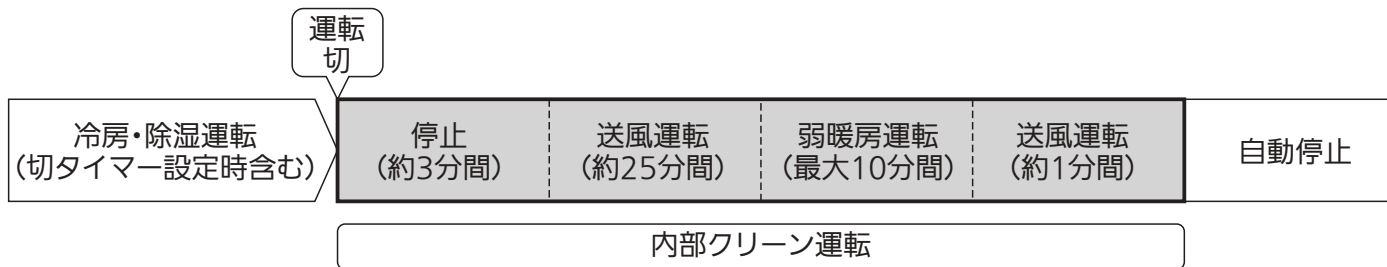 運転
切
冷房・除湿運転
（切タイマー設定時含む）
停止
（約3分間）
送風運転
（約25分間）
弱暖房運転
（最大10分間）
送風運転
（約1分間）
自動停止
内部クリーン運転